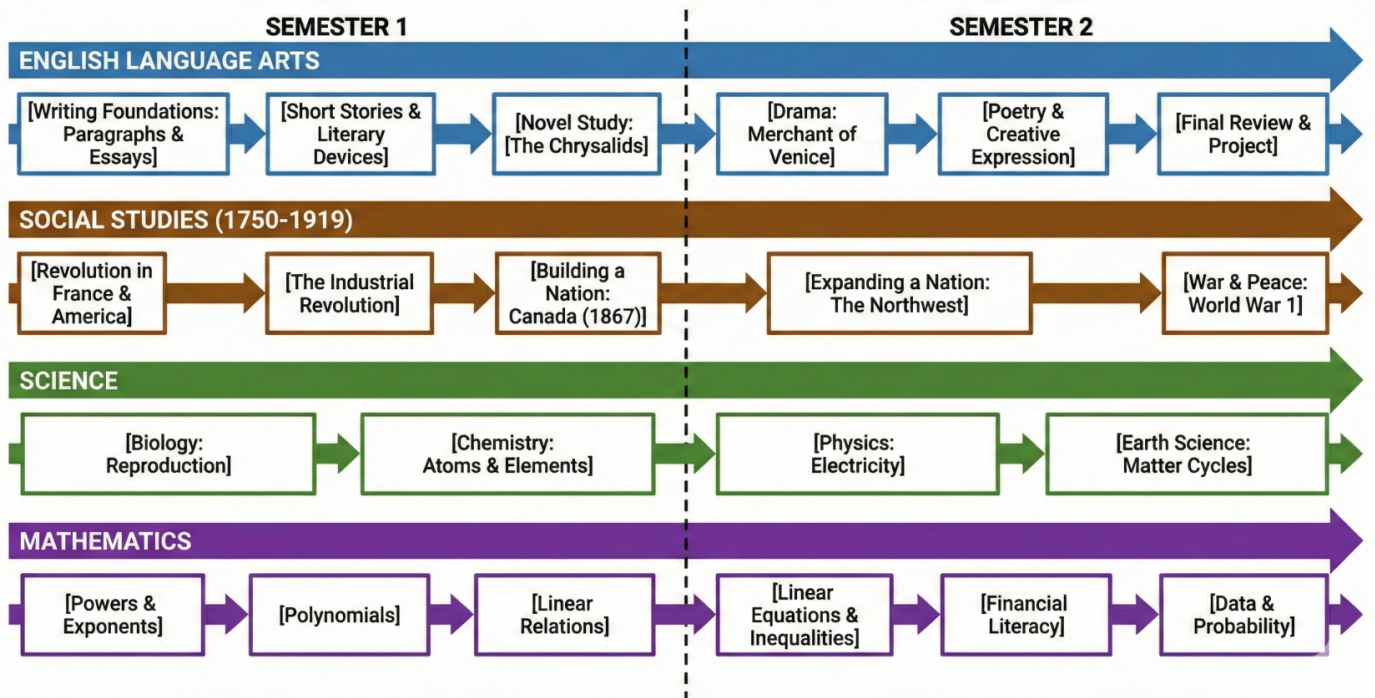 SEMESTER 1
SEMESTER 2
ENGLISH LANGUAGE ARTS
[Writing Foundations:
Paragraphs &
Essays]
[Short Stories &
Literary
Devices]
[Novel Study:
[The Chrysalids]
[Drama:
Merchant of
Venice]
[Poetry &
Creative
Expression]
[Final Review &
Project]
SOCIAL STUDIES (1750-1919)
[Revolution in
France &
America]
[The Industrial
Revolution]
[Building a
Nation:
Canada (1867)]
[Expanding a Nation:
The Northwest]
[War & Peace:
World War 1]
SCIENCE
[Biology:
Reproduction]
[Chemistry:
Atoms & Elements]
[Physics:
Electricity]
[Earth Science:
Matter Cycles]
MATHEMATICS
[Powers &
Exponents]
[Polynomials]
[Linear
Relations]
[Linear
Equations &
Inequalities]
[Financial
Literacy]
[Data &
Probability]